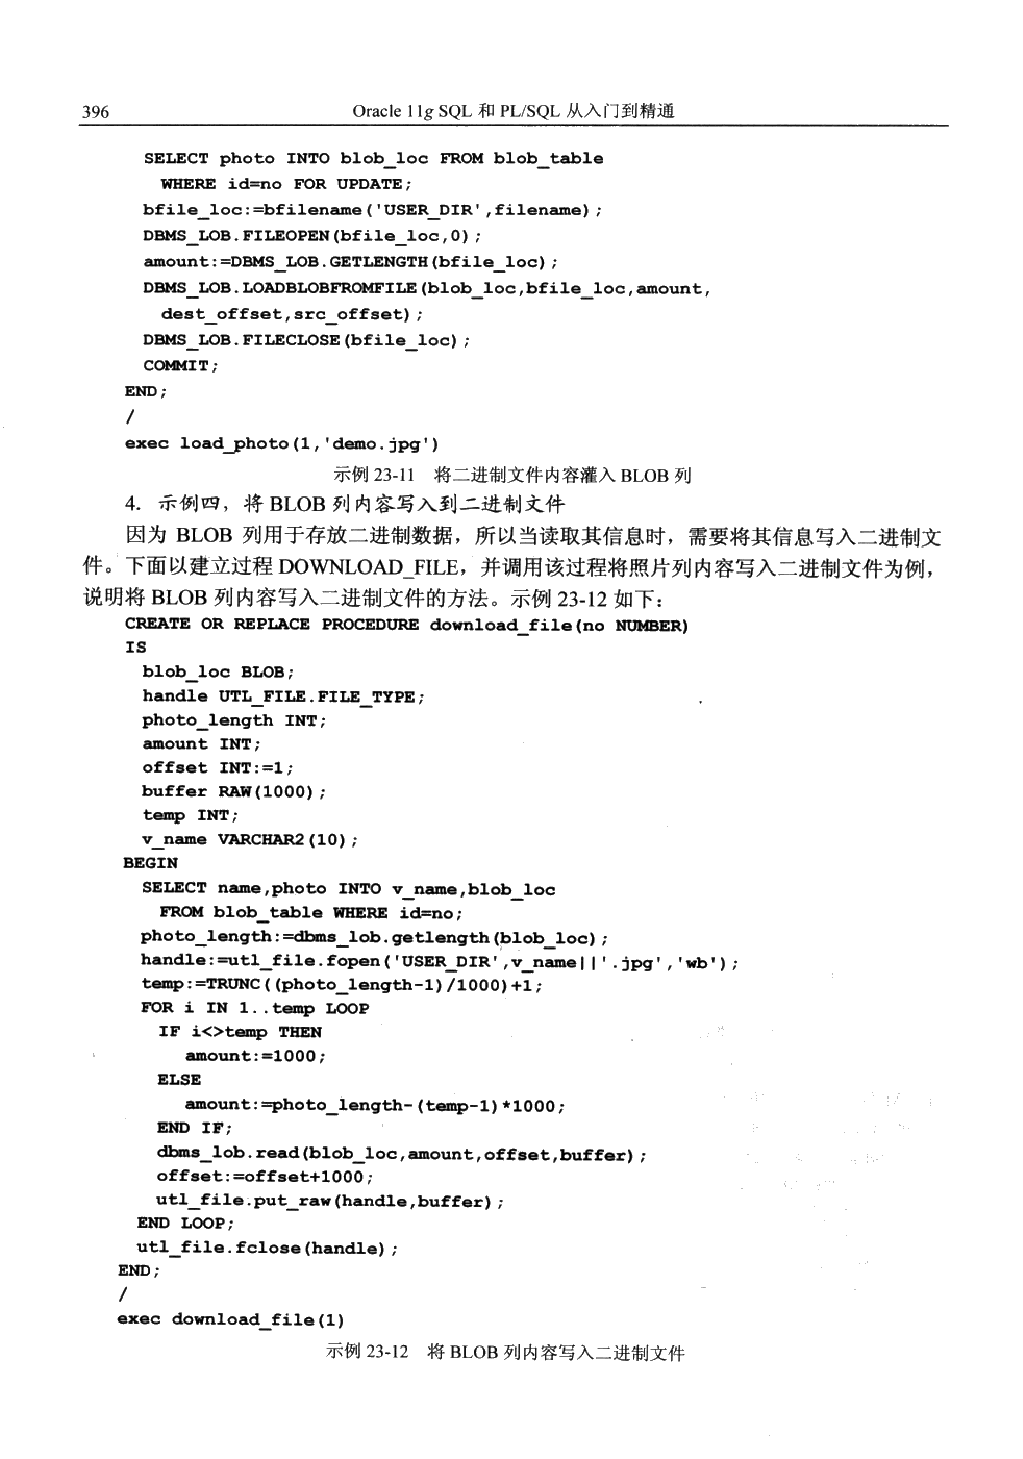 396
Oracle 11g SQL 和 PL/SQL 从入门到精通
SELECT photo INTO blob_loc FROM blob_table
WHERE id=no FOR UPDATE;
bfile_loc:=bfilename('USER_DIR',filename);
DBMS_LOB.FILEOPEN(bfile_loc,0);
amount:=DBMS_LOB.GETLENGTH(bfile_loc);
DBMS_LOB.LOADBLOBFROMFILE(blob_loc,bfile_loc,amount,
dest_offset,src_offset);
DBMS_LOB.FILECLOSE(bfile_loc);
COMMIT;
END;
/
exec load_photo(1,'demo.jpg')
示例 23-11 将二进制文件内容灌入 BLOB 列
4. 示例四，将 BLOB 列内容写入到二进制文件
因为 BLOB 列用于存放二进制数据，所以当读取其信息时，需要将其信息写入二进制文
件。下面以建立过程 DOWNLOAD_FILE，并调用该过程将照片列内容写入二进制文件为例，
说明将 BLOB 列内容写入二进制文件的方法。示例 23-12 如下：
CREATE OR REPLACE PROCEDURE download_file(no NUMBER)
IS
blob_loc BLOB;
handle UTL_FILE.FILE_TYPE;
photo_length INT;
amount INT;
offset INT:=1;
buffer RAW(1000);
temp INT;
v_name VARCHAR2(10);
BEGIN
SELECT name,photo INTO v_name,blob_loc
FROM blob_table WHERE id=no;
photo_length:=dbms_lob.getlength(blob_loc);
handle:=utl_file.fopen('USER_DIR',v_name||'.jpg','wb');
temp:=TRUNC((photo_length-1)/1000)+1;
FOR i IN 1..temp LOOP
IF i<>temp THEN
amount:=1000;
ELSE
amount:=photo_length-(temp-1)*1000;
END IF;
dbms_lob.read(blob_loc,amount,offset,buffer);
offset:=offset+1000;
utl_file.put_raw(handle,buffer);
END LOOP;
utl_file.fclose(handle);
END;
/
exec download_file(1)
示例 23-12 将 BLOB 列内容写入二进制文件